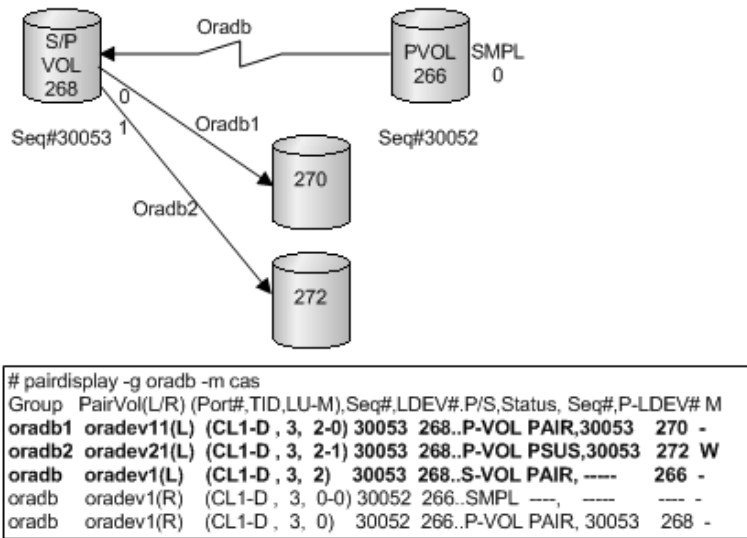 Oradb
S/P
VOL
268
PVOL
266
SMPL
0
0
1
Seq#30053
Oradb1
Seq#30052
270
Oradb2
272
# pairdisplay -g oradb -m cas
Group PairVol(L/R) (Port#,TID,LU-M),Seq#,LDEV#.P/S,Status, Seq#,P-LDEV# M
oradb1 oradev11(L) (CL1-D , 3, 2-0) 30053 268..P-VOL PAIR,30053 270 -
oradb2 oradev21(L) (CL1-D , 3, 2-1) 30053 268..P-VOL PSUS,30053 272 W
oradb oradev1(L) (CL1-D , 3, 2) 30053 268..S-VOL PAIR, ----- 266 -
oradb oradev1(R) (CL1-D , 3, 0-0) 30052 266..SMPL ----, ----- ---- -
oradb oradev1(R) (CL1-D , 3, 0) 30052 266..P-VOL PAIR, 30053 268 -